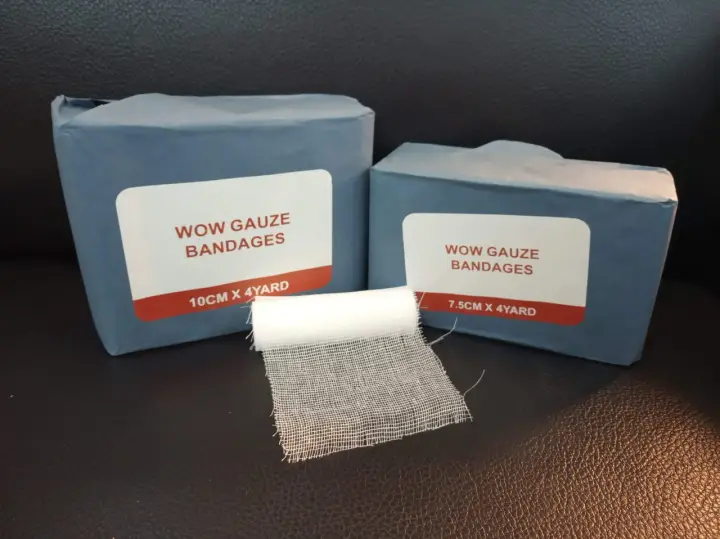 WOW GAUZE
BANDAGES
10CM X 4YARD
WOW GAUZE
BANDAGES
7.5CM X 4YARD